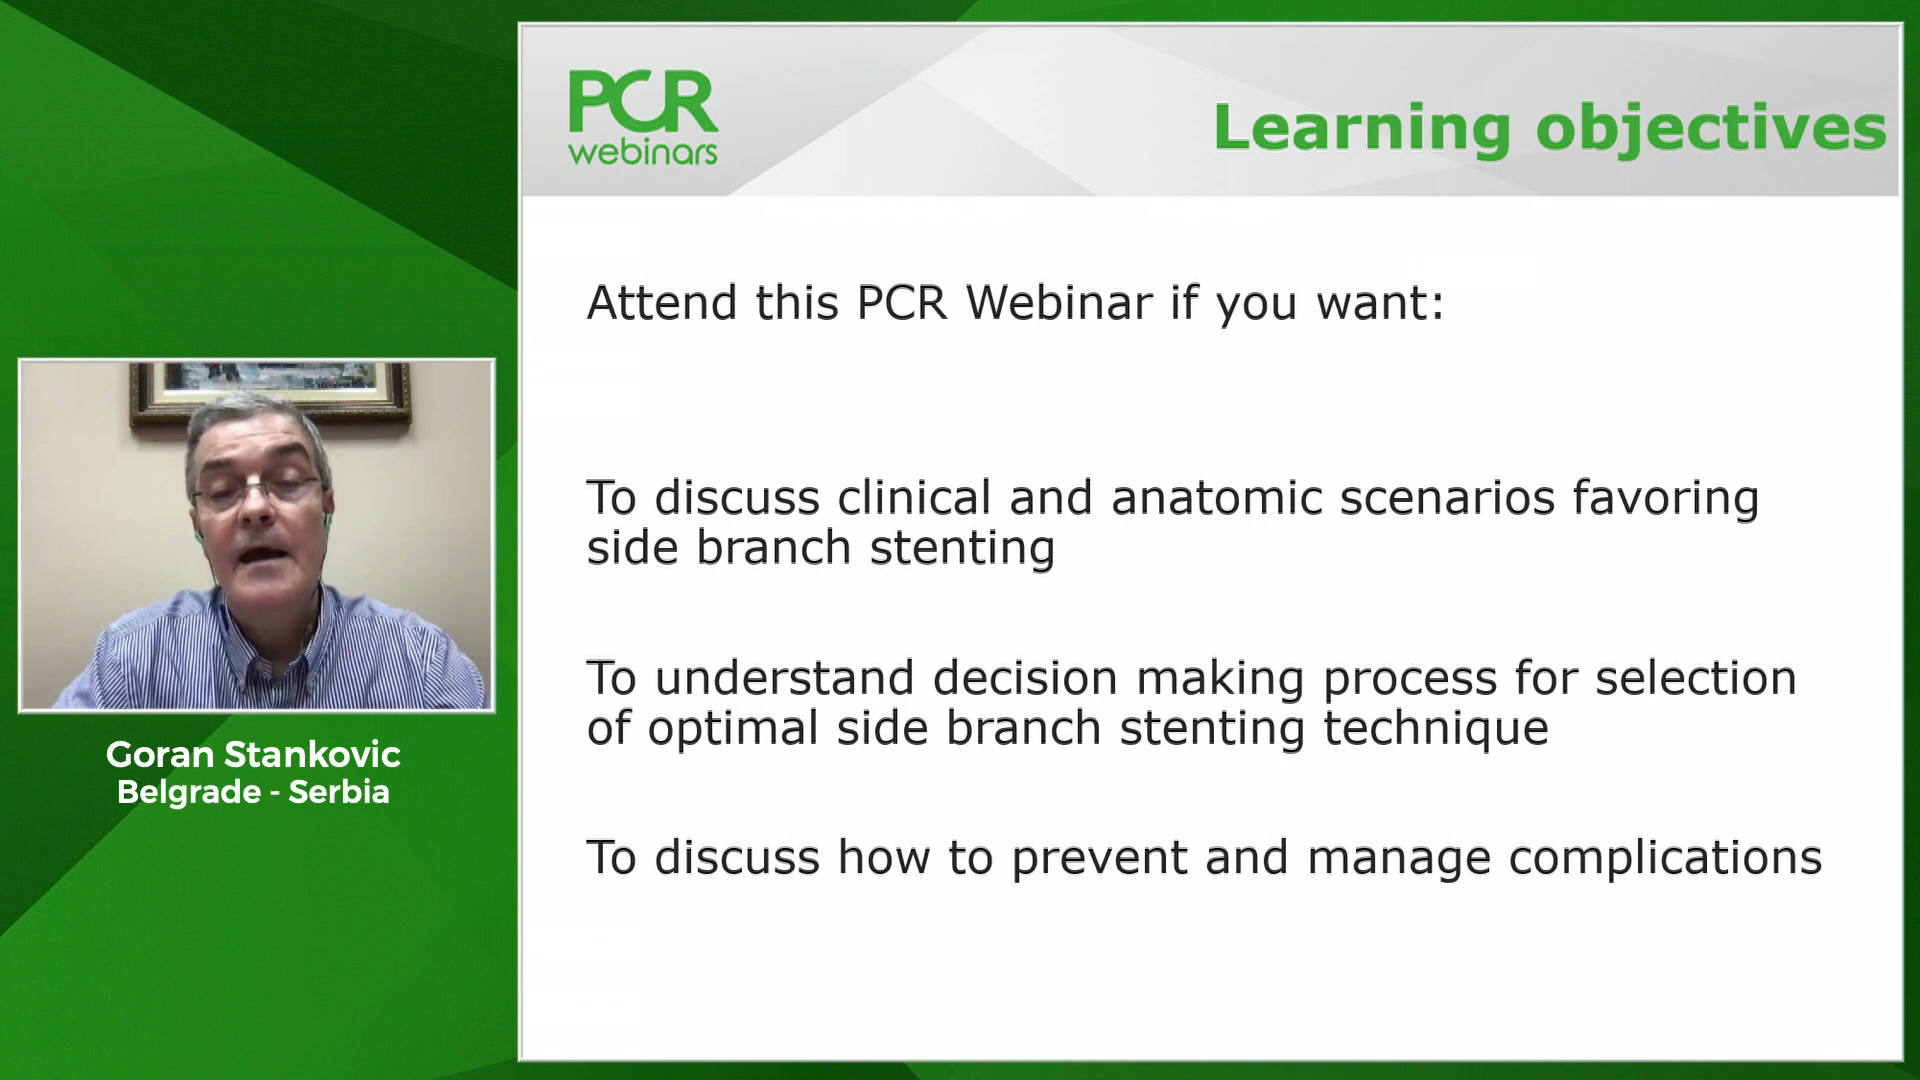 PCR
webinars
Learning objectives
Attend this PCR Webinar if you want:
To discuss clinical and anatomic scenarios favoring
side branch stenting
To understand decision making process for selection
of optimal side branch stenting technique
To discuss how to prevent and manage complications
Goran Stankovic
Belgrade - Serbia